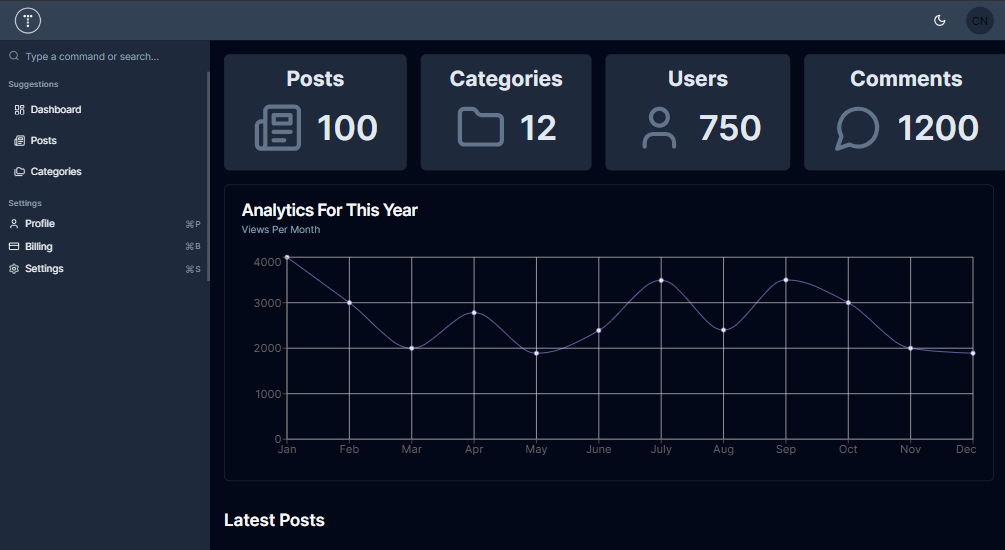 CN
Type a command or search...
Suggestions
Dashboard
Posts
Categories
Settings
Profile ⌘P
Billing ⌘B
Settings ⌘S
Posts
100
Categories
12
Users
750
Comments
1200
Analytics For This Year
Views Per Month
4000
3000
2000
1000
0
Jan Feb Mar Apr May June July Aug Sep Oct Nov Dec
Latest Posts